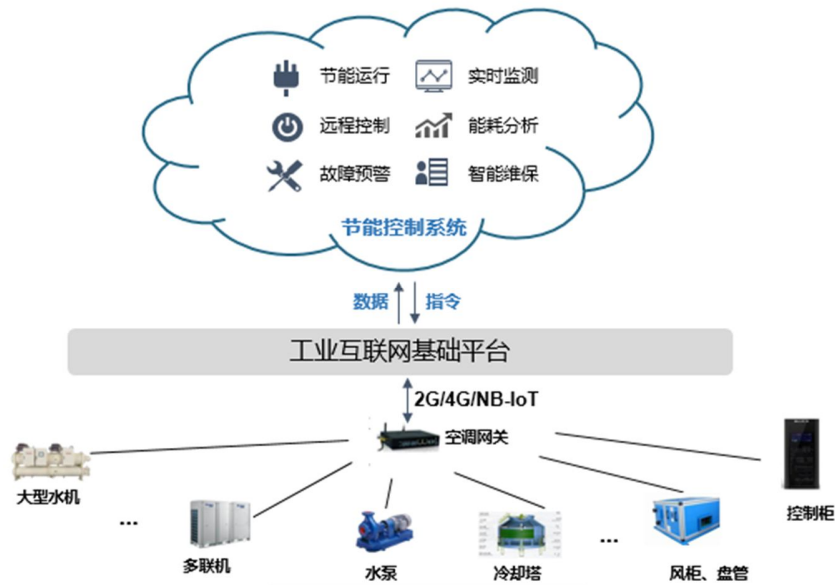 节能运行
实时监测
远程控制
能耗分析
故障预警
智能维保
节能控制系统
数据
指令
工业互联网基础平台
2G/4G/NB-IoT
空调网关
大型水机
...
多联机
水泵
冷却塔
...
风柜、盘管
控制柜